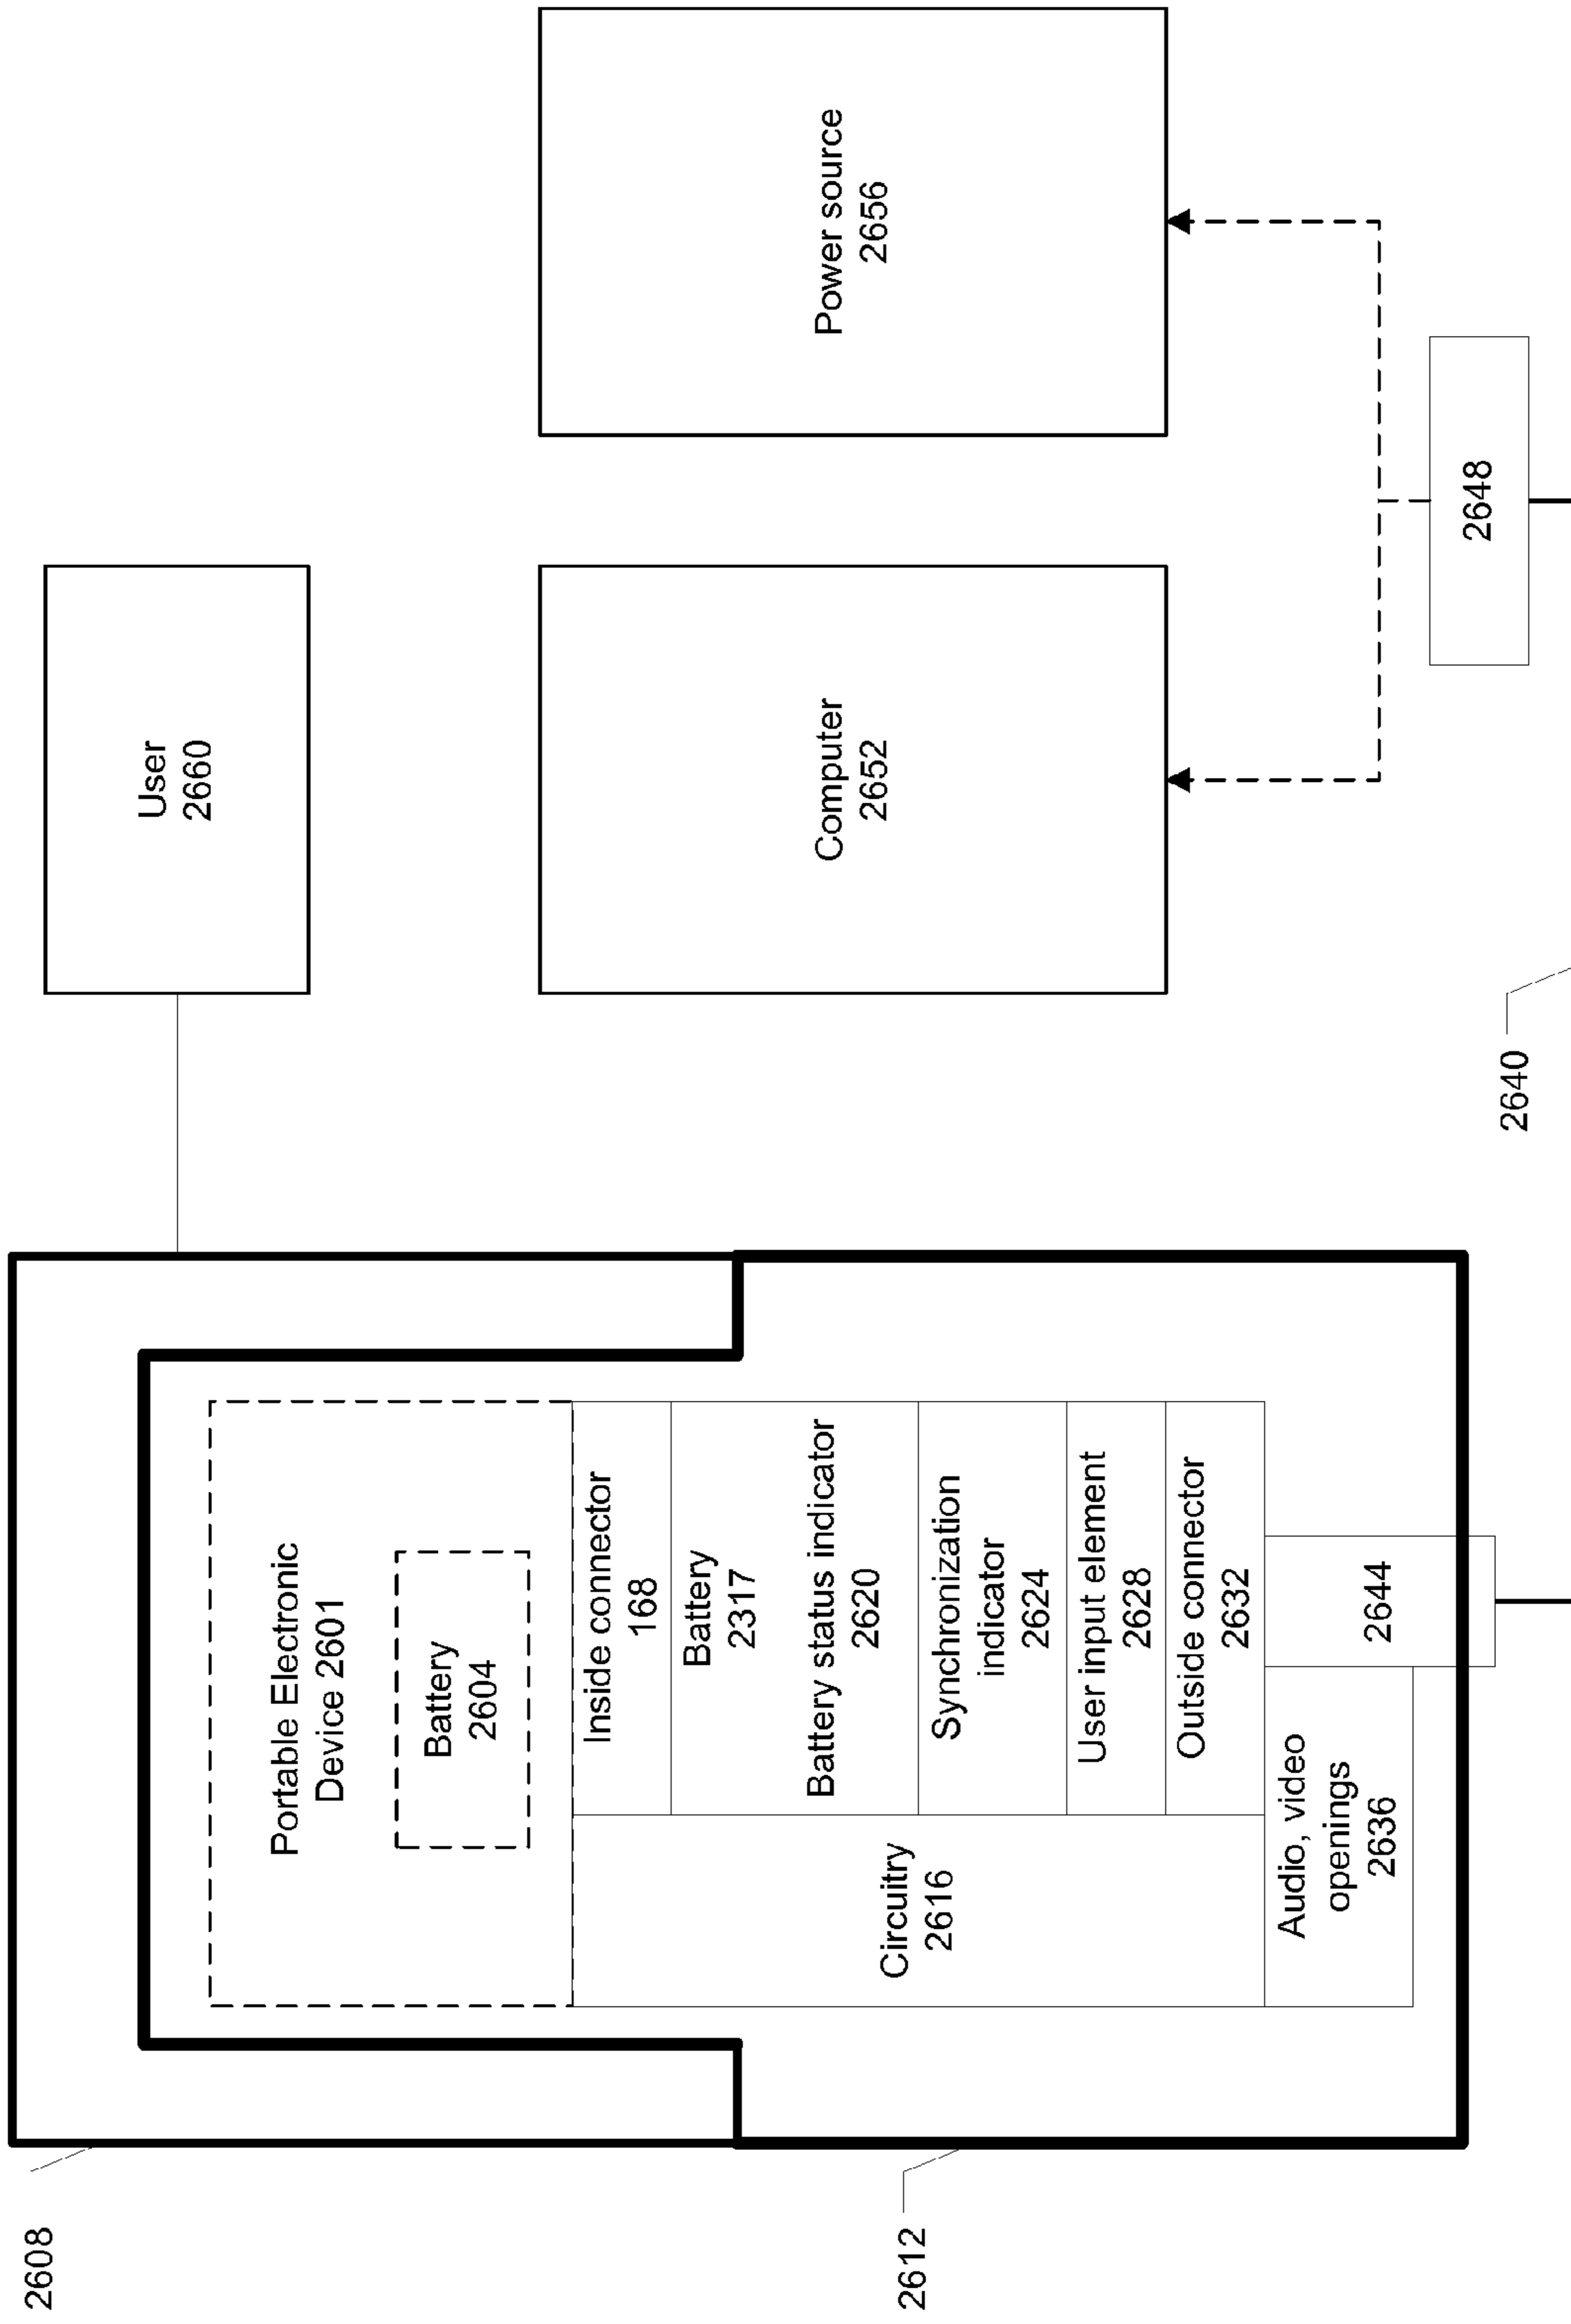 2608
User
2660
Portable Electronic
Device 2601
Battery
2604
Inside connector
168
Battery
2317
Battery status indicator
2620
Synchronization
indicator
2624
User input element
2628
Outside connector
2632
Circuitry
2616
Audio, video
openings
2636
2644
2612
Computer
2652
Power source
2656
2648
2640